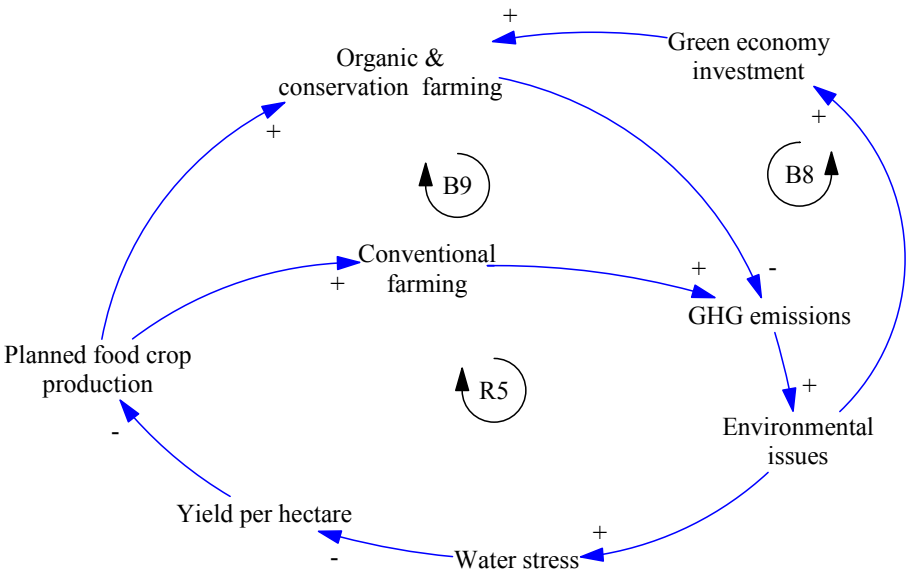 +
Organic &
conservation  farming
Green economy
investment
+
+
B9
B8
Conventional
farming
+
+
-
GHG emissions
Planned food crop
production
R5
+
-
Environmental
issues
Yield per hectare
+
-
Water stress